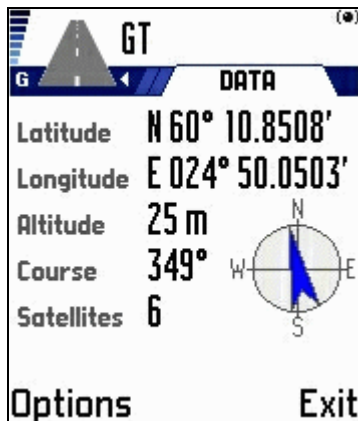 GT
G DATA
Latitude N 60° 10.8508'
Longitude E 024° 50.0503'
Altitude 25 m
Course 349°
Satellites 6
N
W E
S
Options Exit